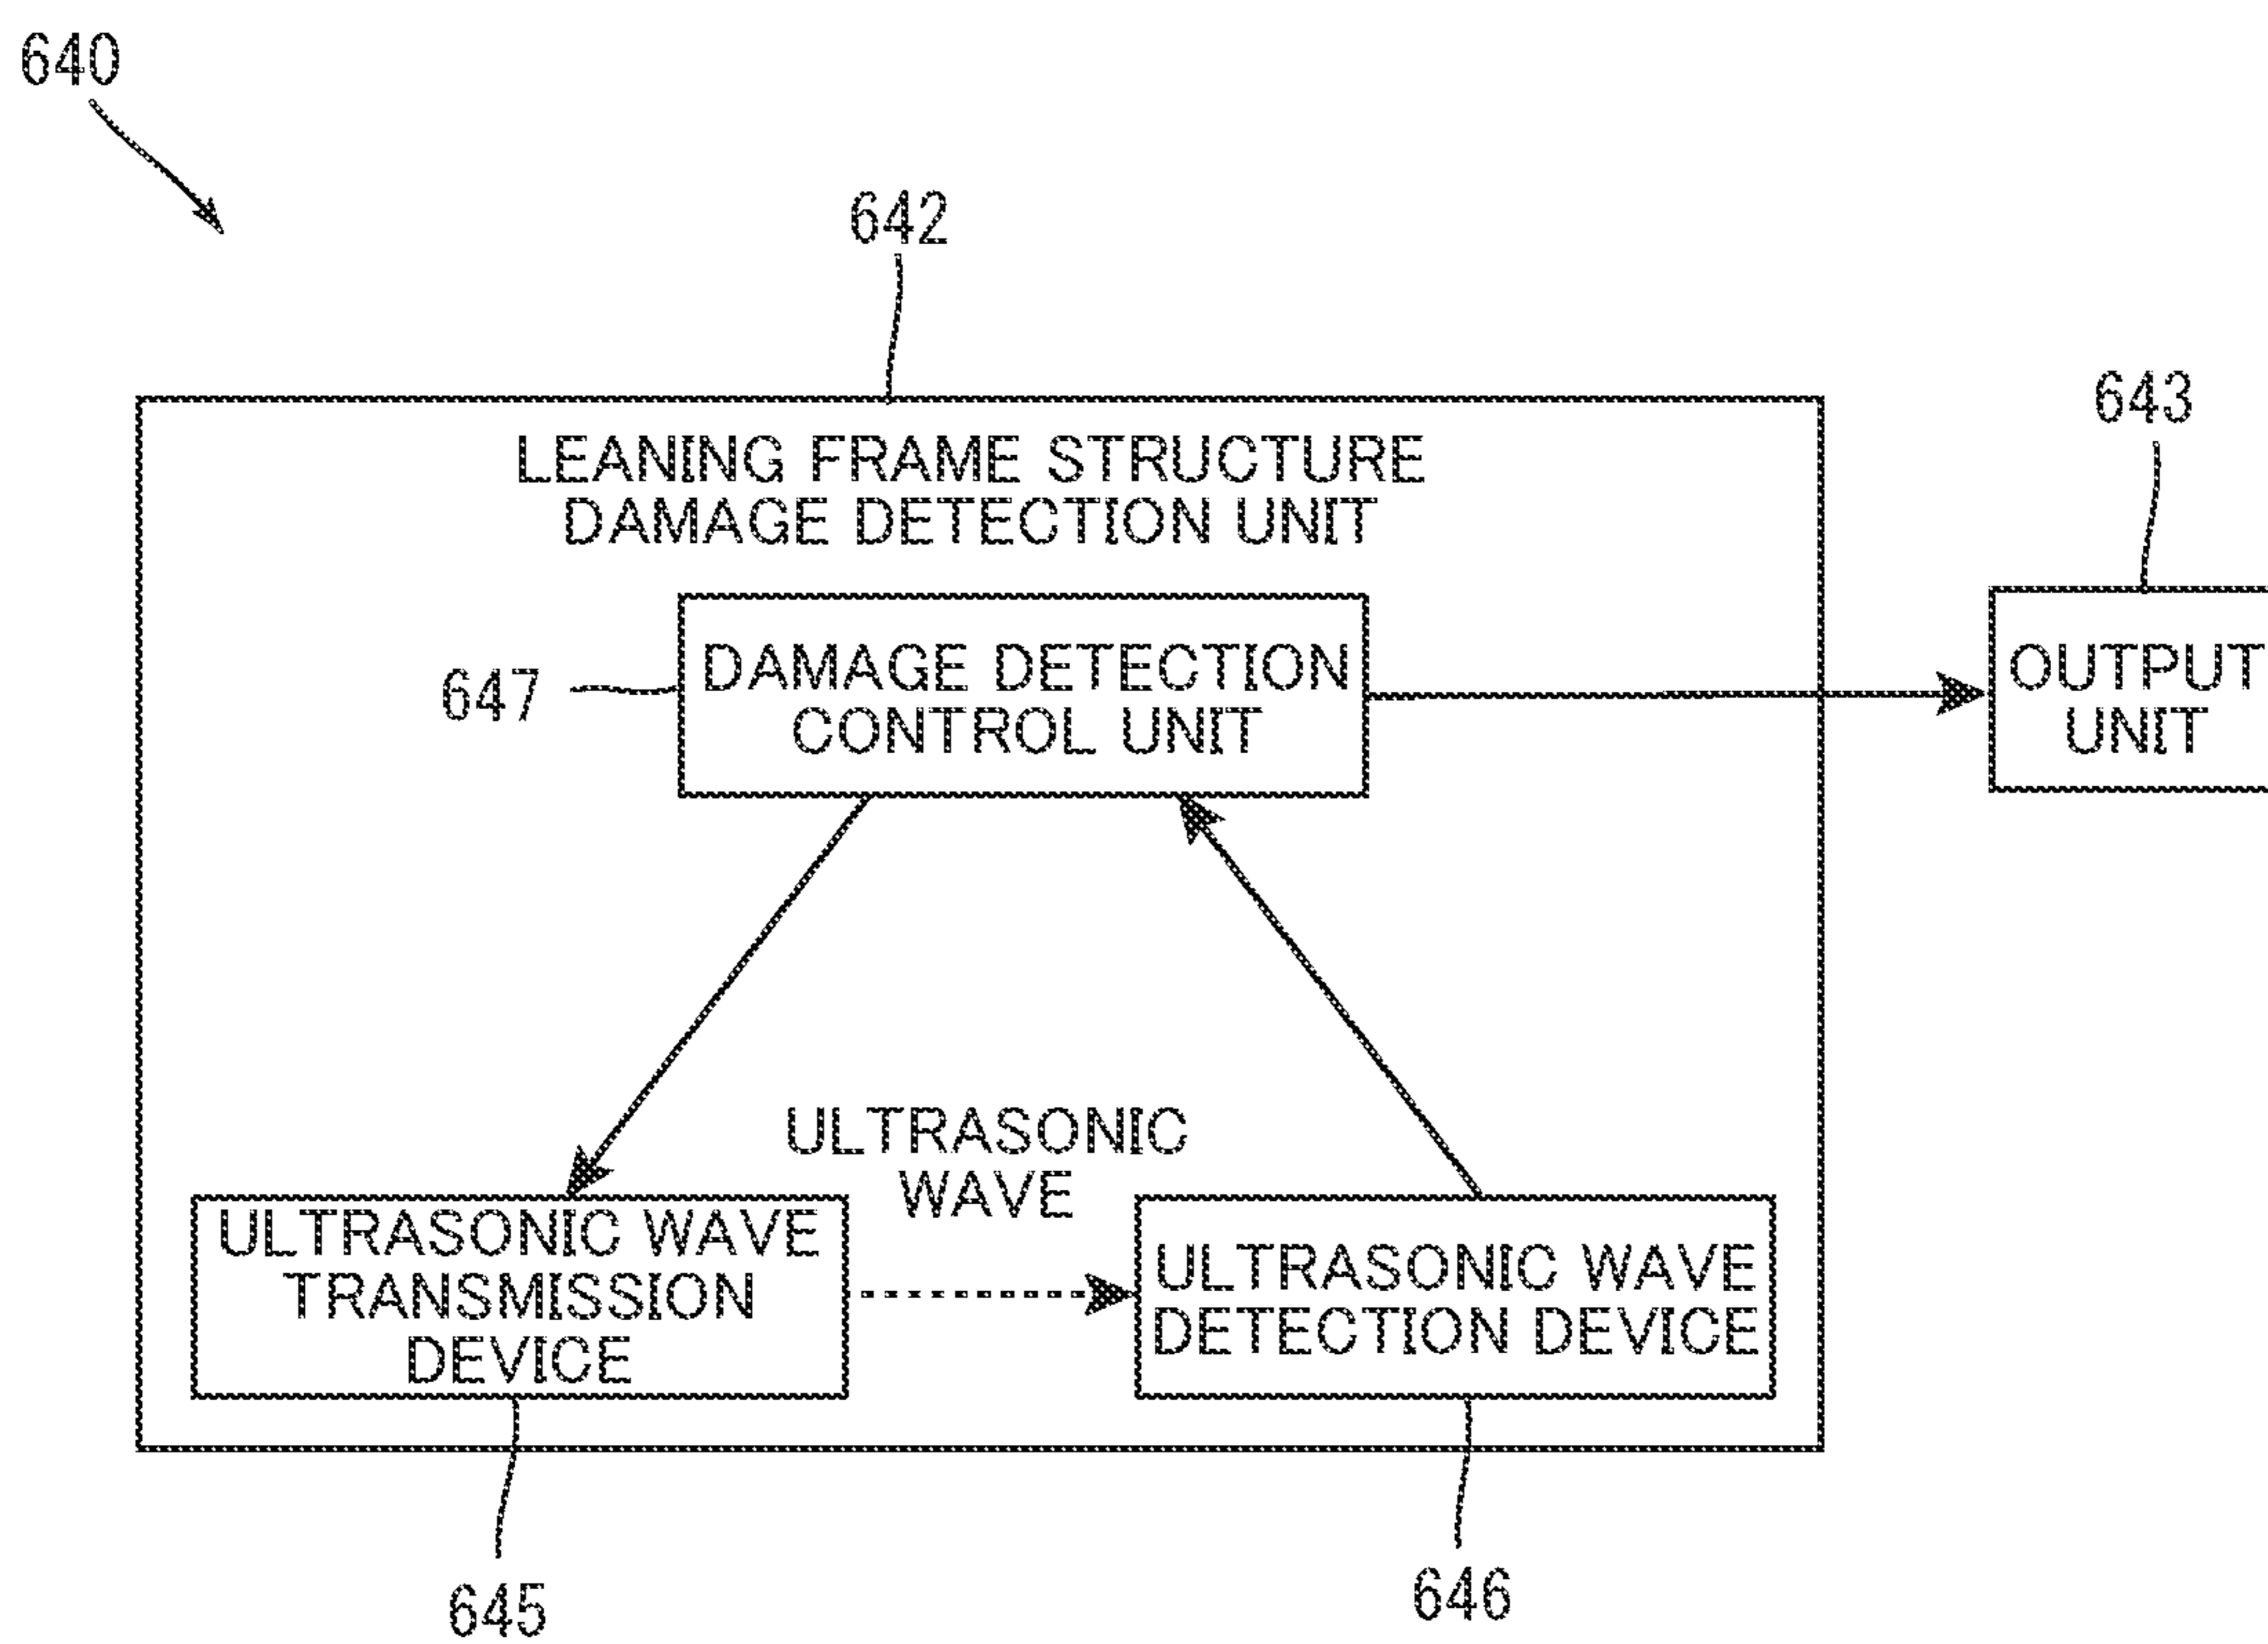 640
642
643
LEANING FRAME STRUCTURE
DAMAGE DETECTION UNIT
647
DAMAGE DETECTION
CONTROL UNIT
OUTPUT
UNIT
ULTRASONIC
WAVE
ULTRASONIC WAVE
TRANSMISSION
DEVICE
ULTRASONIC WAVE
DETECTION DEVICE
645
646